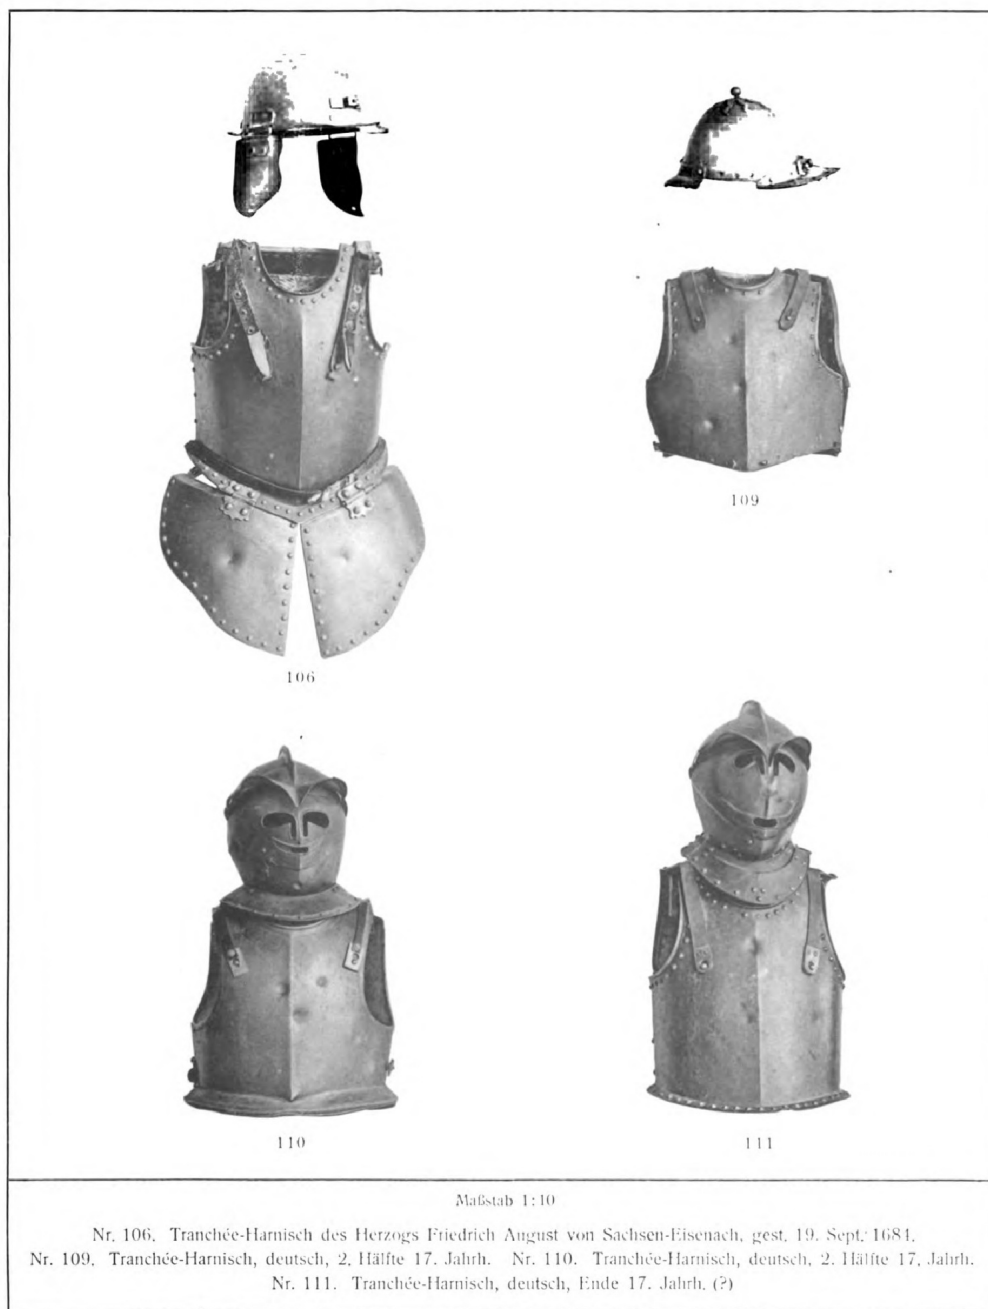 106
109
110
111
Maßstab 1:10
Nr. 106. Tranchée-Harnisch des Herzogs Friedrich August von Sachsen-Eisenach, gest. 19. Sept. 1684.
Nr. 109. Tranchée-Harnisch, deutsch, 2. Hälfte 17. Jahrh. Nr. 110. Tranchée-Harnisch, deutsch, 2. Hälfte 17. Jahrh.
Nr. 111. Tranchée-Harnisch, deutsch, Ende 17. Jahrh. (?)